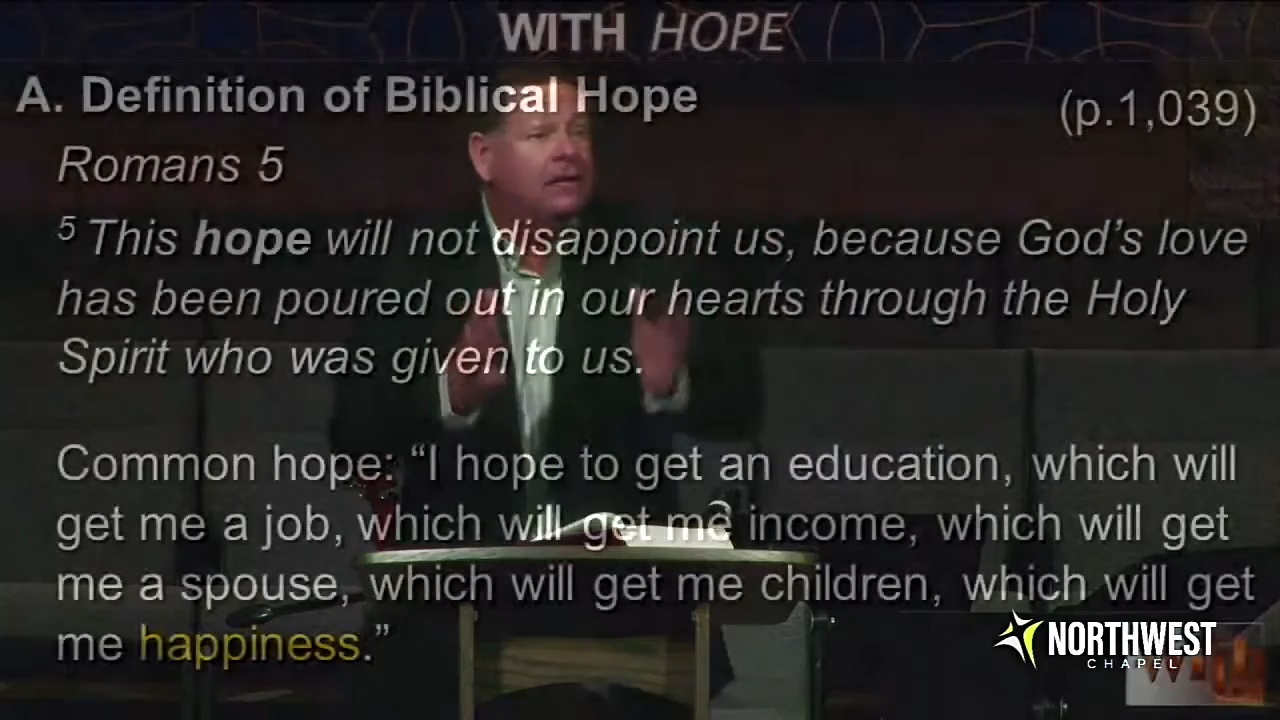 WITH HOPE
A. Definition of Biblical Hope
(p.1,039)
Romans 5
5 This hope will not disappoint us, because God's love
has been poured out in our hearts through the Holy
Spirit who was given to us.
Common hope: “I hope to get an education, which will
get me a job, which will get me income, which will get
me a spouse, which will get me children, which will get
me happiness.”
NORTHWEST
CHAPEL